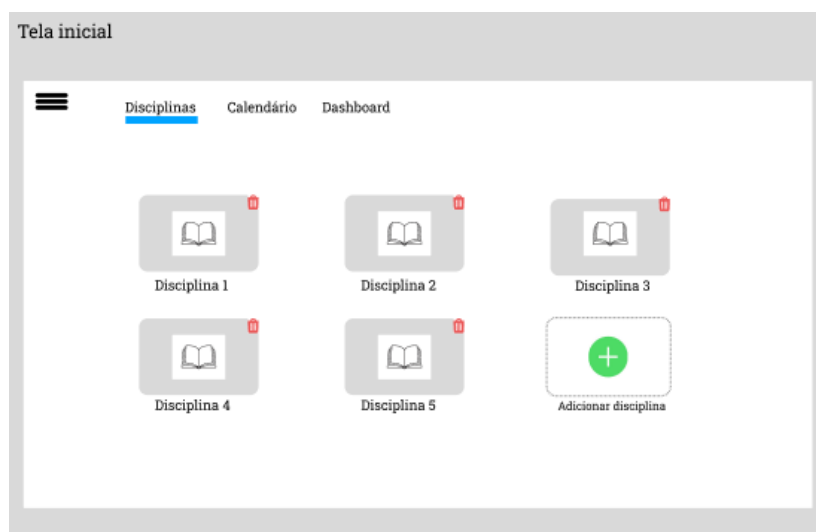 Tela inicial
Disciplinas Calendário Dashboard
Disciplina 1 Disciplina 2 Disciplina 3
Disciplina 4 Disciplina 5 Adicionar disciplina